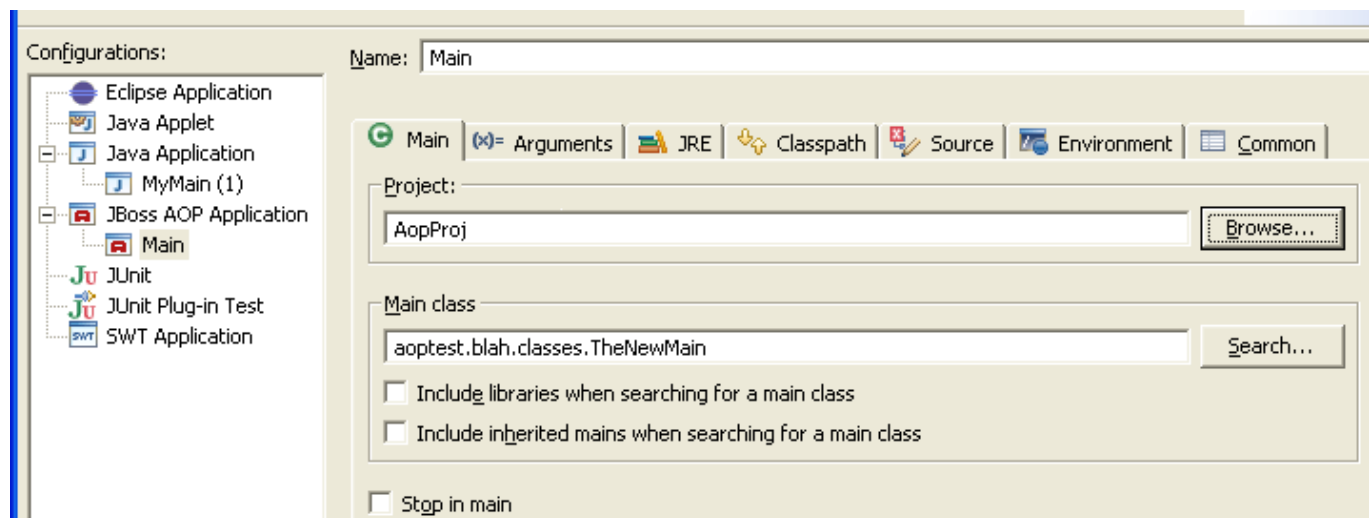 Configurations:
Eclipse Application
Java Applet
Java Application
MyMain (1)
JBoss AOP Application
Main
JUnit
JUnit Plug-in Test
SWT Application
Name: Main
Main (x)= Arguments JRE Classpath Source Environment Common
Project:
AopProj Browse...
Main class
aoptest.blah.classes.TheNewMain Search...
Include libraries when searching for a main class
Include inherited mains when searching for a main class
Stop in main